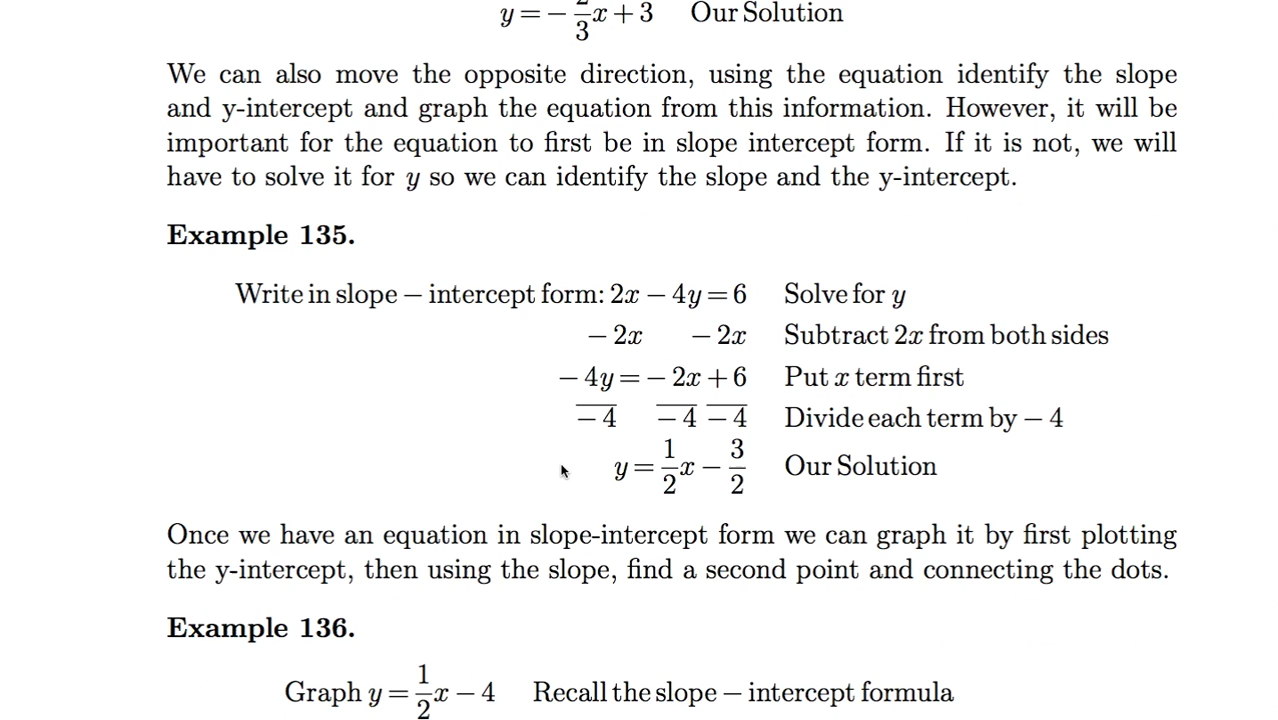 y = − 2/3 x + 3 Our Solution
We can also move the opposite direction, using the equation identify the slope
and y-intercept and graph the equation from this information. However, it will be
important for the equation to first be in slope intercept form. If it is not, we will
have to solve it for y so we can identify the slope and the y-intercept.
Example 135.
Write in slope − intercept form: 2x − 4y = 6 Solve for y
− 2x − 2x Subtract 2x from both sides
− 4y = − 2x + 6 Put x term first
− 4 − 4 − 4 Divide each term by − 4
y = 1/2 x − 3/2 Our Solution
Once we have an equation in slope-intercept form we can graph it by first plotting
the y-intercept, then using the slope, find a second point and connecting the dots.
Example 136.
Graph y = 1/2 x − 4 Recall the slope − intercept formula